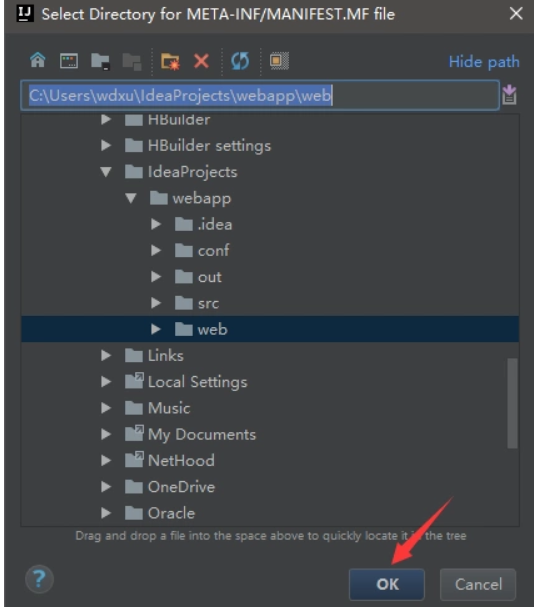 Select Directory for META-INF/MANIFEST.MF file
Hide path
C:\Users\wdxu\IdeaProjects\webapp\web
HBuilder
HBuilder settings
IdeaProjects
webapp
.idea
conf
out
src
web
Links
Local Settings
Music
My Documents
NetHood
OneDrive
Oracle
Drag and drop a file into the space above to quickly locate it in the tree
?
OK
Cancel